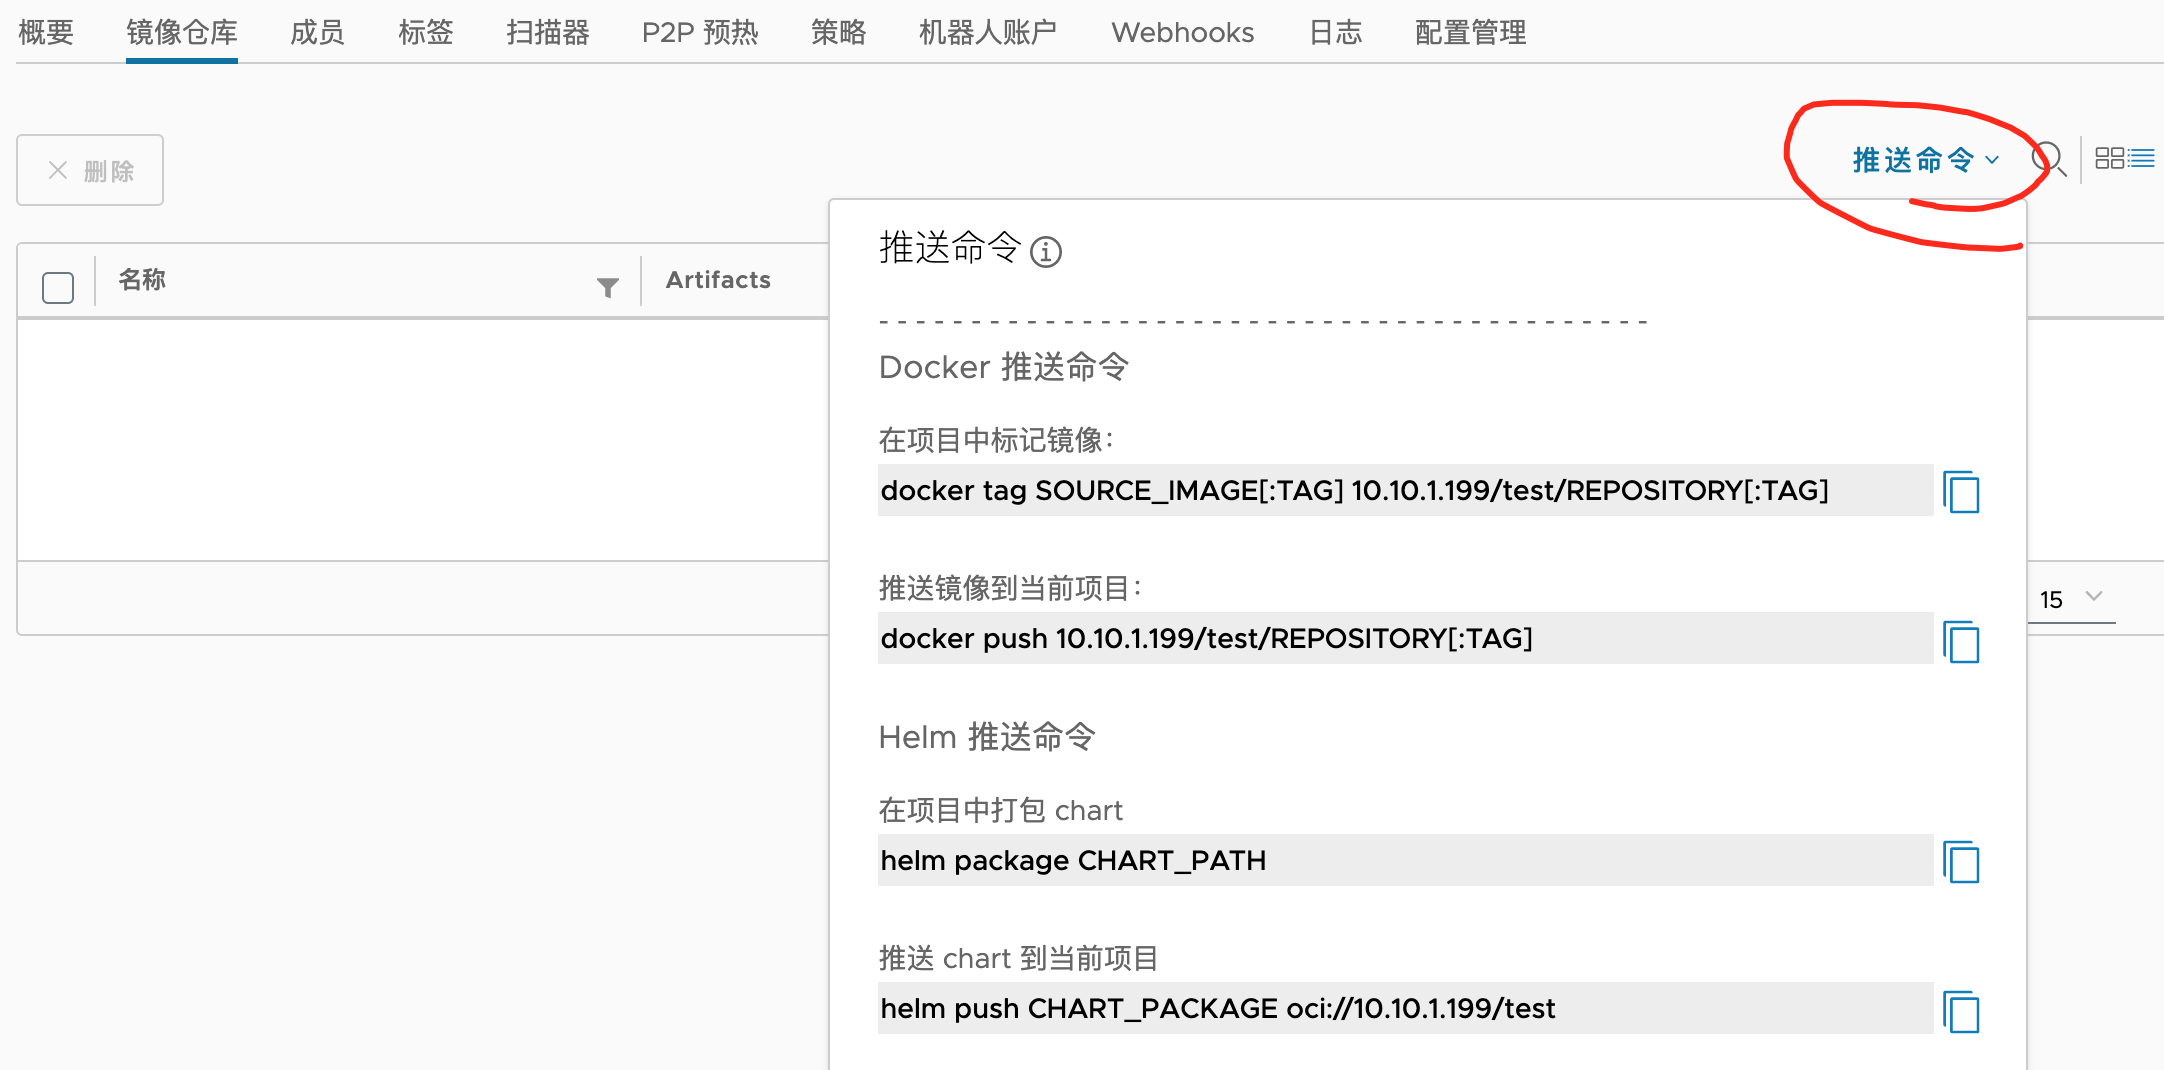 概要 镜像仓库 成员 标签 扫描器 P2P 预热 策略 机器人账户 Webhooks 日志 配置管理
删除
推送命令
名称 Artifacts
推送命令
---------------------------------------
Docker 推送命令
在项目中标记镜像：
docker tag SOURCE_IMAGE[:TAG] 10.10.1.199/test/REPOSITORY[:TAG]
推送镜像到当前项目：
docker push 10.10.1.199/test/REPOSITORY[:TAG]
15
Helm 推送命令
在项目中打包 chart
helm package CHART_PATH
推送 chart 到当前项目
helm push CHART_PACKAGE oci://10.10.1.199/test